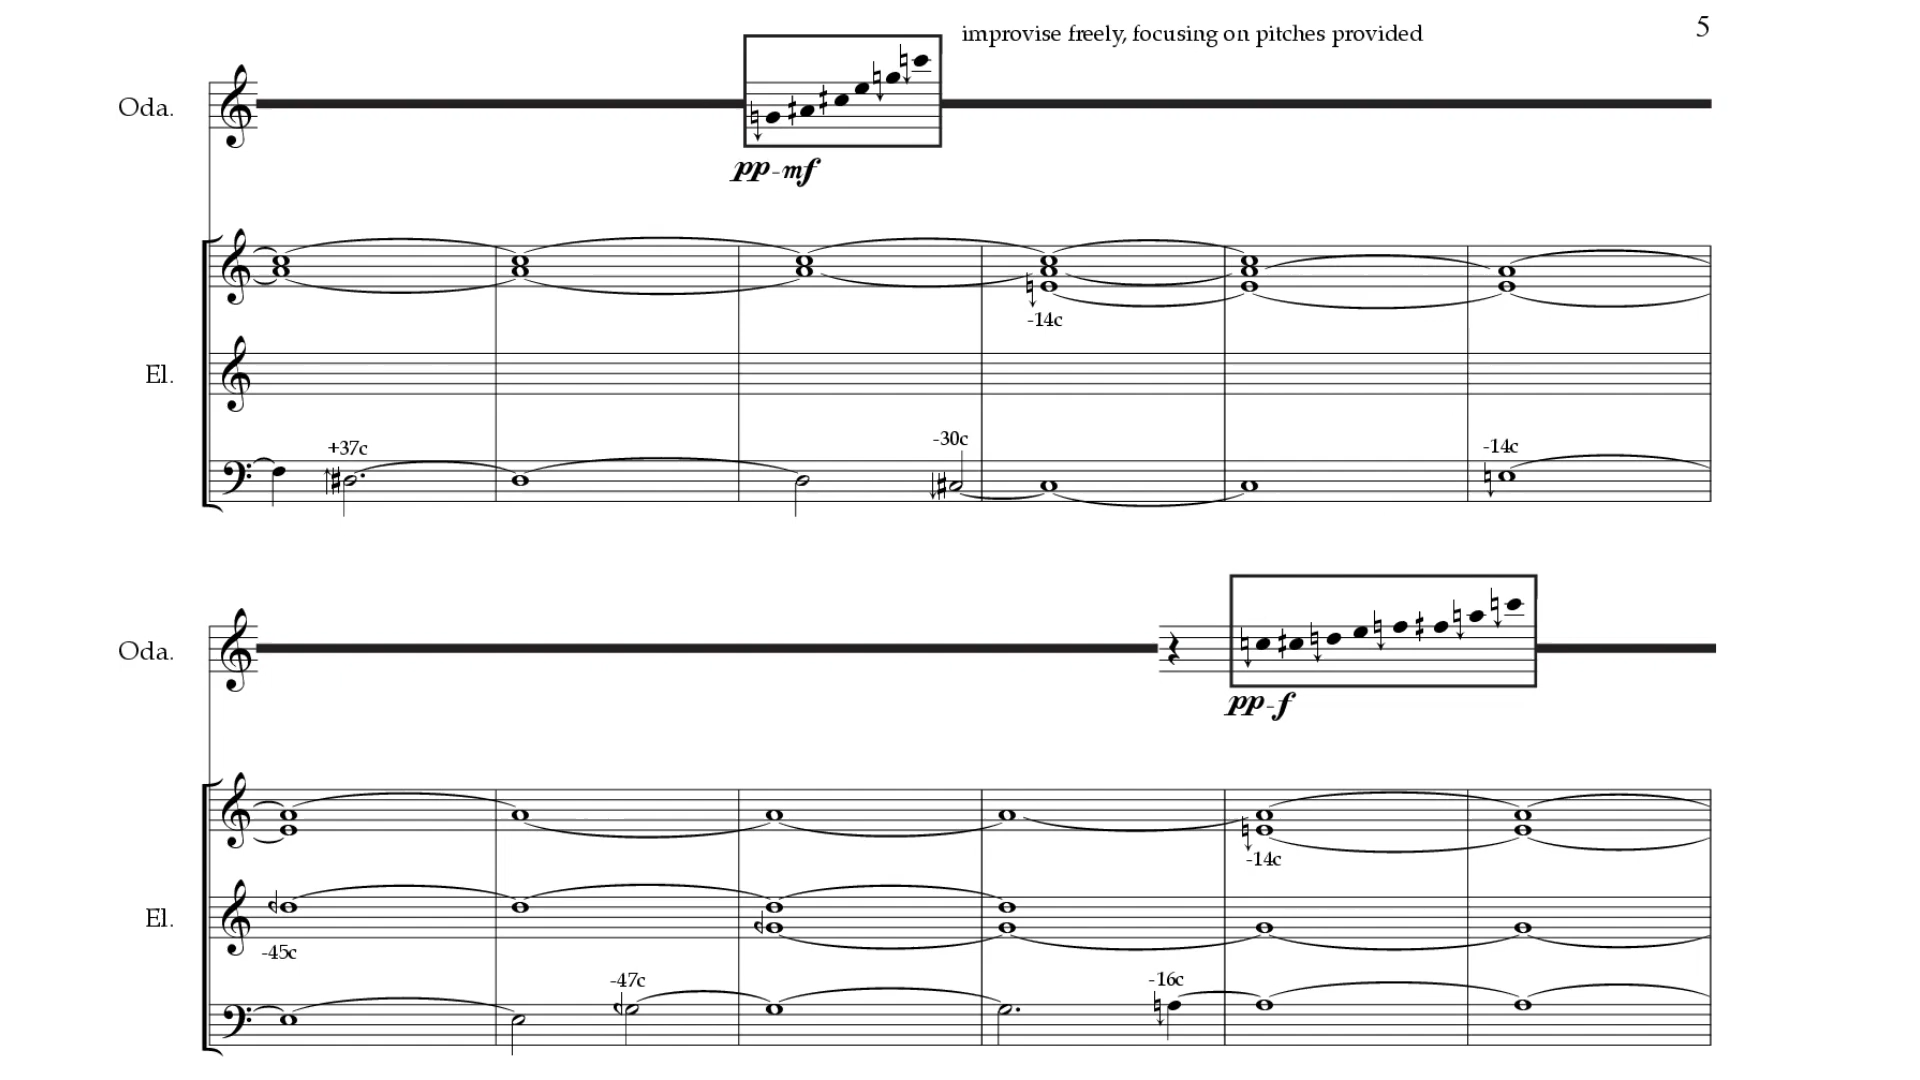 improvise freely, focusing on pitches provided
5
Oda.
pp-mf
-14c
El.
+37c
-30c
-14c
Oda.
pp-f
-14c
El.
-45c
-47c
-16c